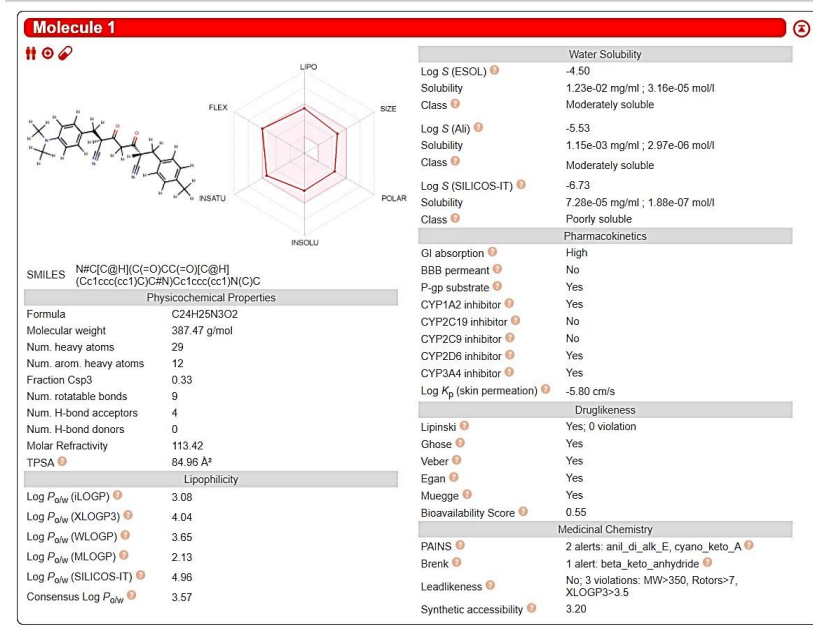 Molecule 1
LIPO
FLEX
SIZE
INSATU
POLAR
INSOLU
SMILES N#C[C@H](C(=O)CC(=O)[C@H]
(Cc1ccc(cc1)C)C#N)Cc1ccc(cc1)N(C)C
Physicochemical Properties
Formula C24H25N3O2
Molecular weight 387.47 g/mol
Num. heavy atoms 29
Num. arom. heavy atoms 12
Fraction Csp3 0.33
Num. rotatable bonds 9
Num. H-bond acceptors 4
Num. H-bond donors 0
Molar Refractivity 113.42
TPSA ? 84.96 Å²
Lipophilicity
Log Po/w (iLOGP) ? 3.08
Log Po/w (XLOGP3) ? 4.04
Log Po/w (WLOGP) ? 3.65
Log Po/w (MLOGP) ? 2.13
Log Po/w (SILICOS-IT) ? 4.96
Consensus Log Po/w ? 3.57
Water Solubility
Log S (ESOL) ? -4.50
Solubility 1.23e-02 mg/ml ; 3.16e-05 mol/l
Class ? Moderately soluble
Log S (Ali) ? -5.53
Solubility 1.15e-03 mg/ml ; 2.97e-06 mol/l
Class ? Moderately soluble
Log S (SILICOS-IT) ? -6.73
Solubility 7.28e-05 mg/ml ; 1.88e-07 mol/l
Class ? Poorly soluble
Pharmacokinetics
GI absorption ? High
BBB permeant ? No
P-gp substrate ? Yes
CYP1A2 inhibitor ? Yes
CYP2C19 inhibitor ? No
CYP2C9 inhibitor ? No
CYP2D6 inhibitor ? Yes
CYP3A4 inhibitor ? Yes
Log Kp (skin permeation) ? -5.80 cm/s
Druglikeness
Lipinski ? Yes; 0 violation
Ghose ? Yes
Veber ? Yes
Egan ? Yes
Muegge ? Yes
Bioavailability Score ? 0.55
Medicinal Chemistry
PAINS ? 2 alerts: anil_di_alk_E, cyano_keto_A ?
Brenk ? 1 alert: beta_keto_anhydride ?
Leadlikeness ? No; 3 violations: MW>350, Rotors>7,
XLOGP3>3.5
Synthetic accessibility ? 3.20